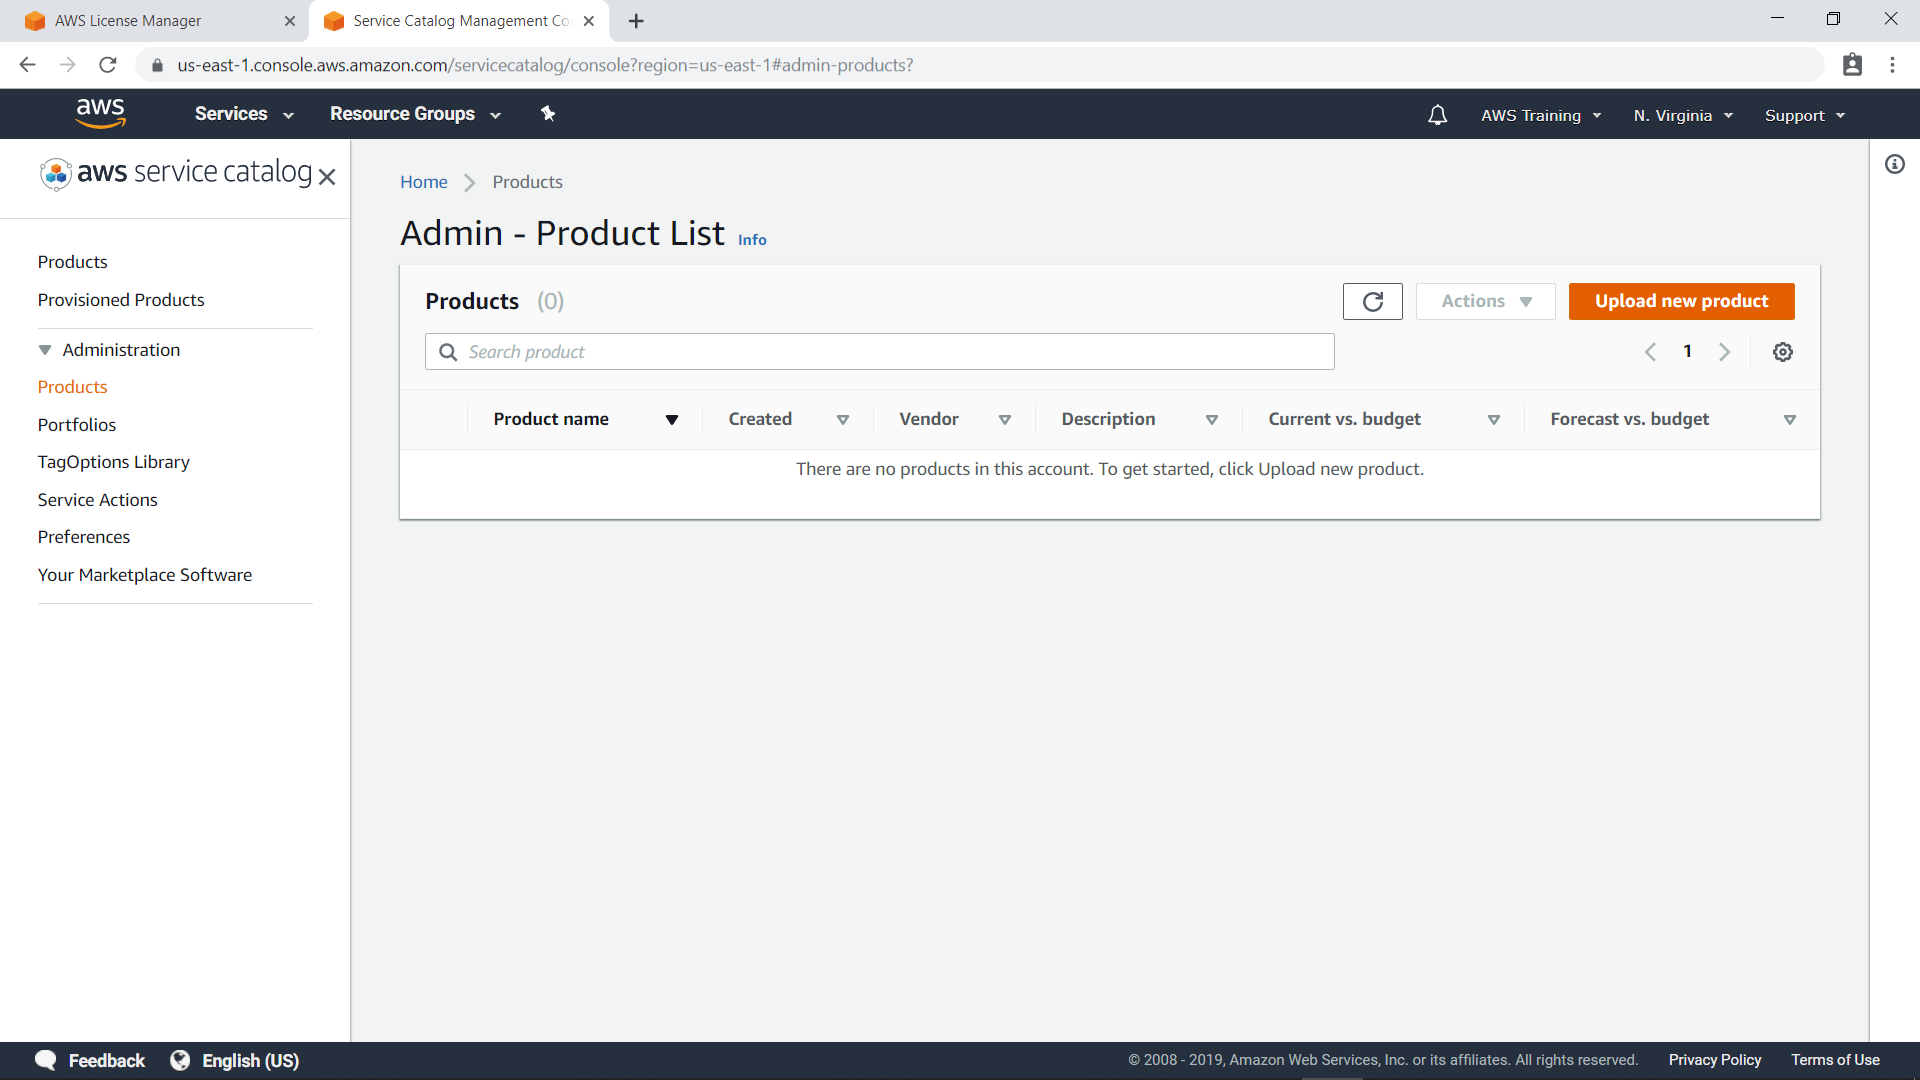 AWS License Manager
Service Catalog Management Co
us-east-1.console.aws.amazon.com/servicecatalog/console?region=us-east-1#admin-products?
aws
Services
Resource Groups
AWS Training
N. Virginia
Support
aws service catalog
Products
Provisioned Products
Administration
Products
Portfolios
TagOptions Library
Service Actions
Preferences
Your Marketplace Software
Home
Products
Admin - Product List Info
Products (0)
Actions
Upload new product
Search product
1
Product name
Created
Vendor
Description
Current vs. budget
Forecast vs. budget
There are no products in this account. To get started, click Upload new product.
Feedback
English (US)
© 2008 - 2019, Amazon Web Services, Inc. or its affiliates. All rights reserved.
Privacy Policy
Terms of Use